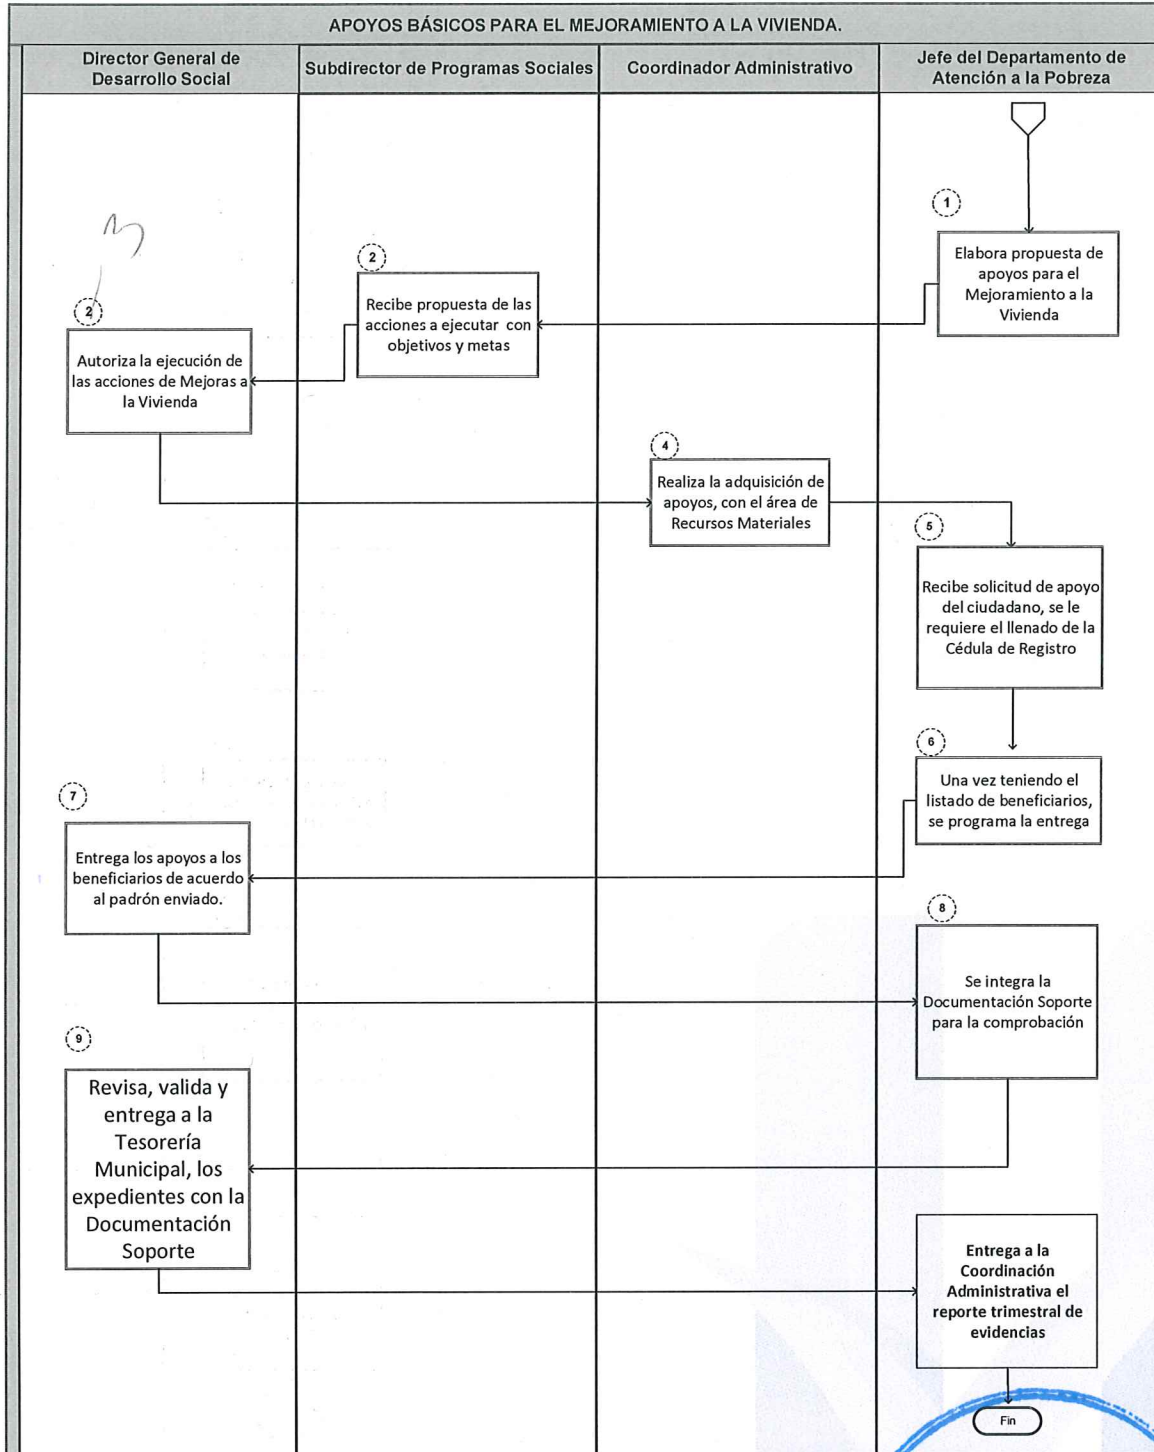 APOYOS BÁSICOS PARA EL MEJORAMIENTO A LA VIVIENDA.
Director General de
Desarrollo Social
Subdirector de Programas Sociales
Coordinador Administrativo
Jefe del Departamento de
Atención a la Pobreza
1
Elabora propuesta de
apoyos para el
Mejoramiento a la
Vivienda
2
Recibe propuesta de las
acciones a ejecutar con
objetivos y metas
3
2
Autoriza la ejecución de
las acciones de Mejoras a
la Vivienda
4
Realiza la adquisición de
apoyos, con el área de
Recursos Materiales
5
Recibe solicitud de apoyo
del ciudadano, se le
requiere el llenado de la
Cédula de Registro
6
Una vez teniendo el
listado de beneficiarios,
se programa la entrega
7
Entrega los apoyos a los
beneficiarios de acuerdo
al padrón enviado.
8
Se integra la
Documentación Soporte
para la comprobación
9
Revisa, valida y
entrega a la
Tesorería
Municipal, los
expedientes con la
Documentación
Soporte
Entrega a la
Coordinación
Administrativa el
reporte trimestral de
evidencias
Fin